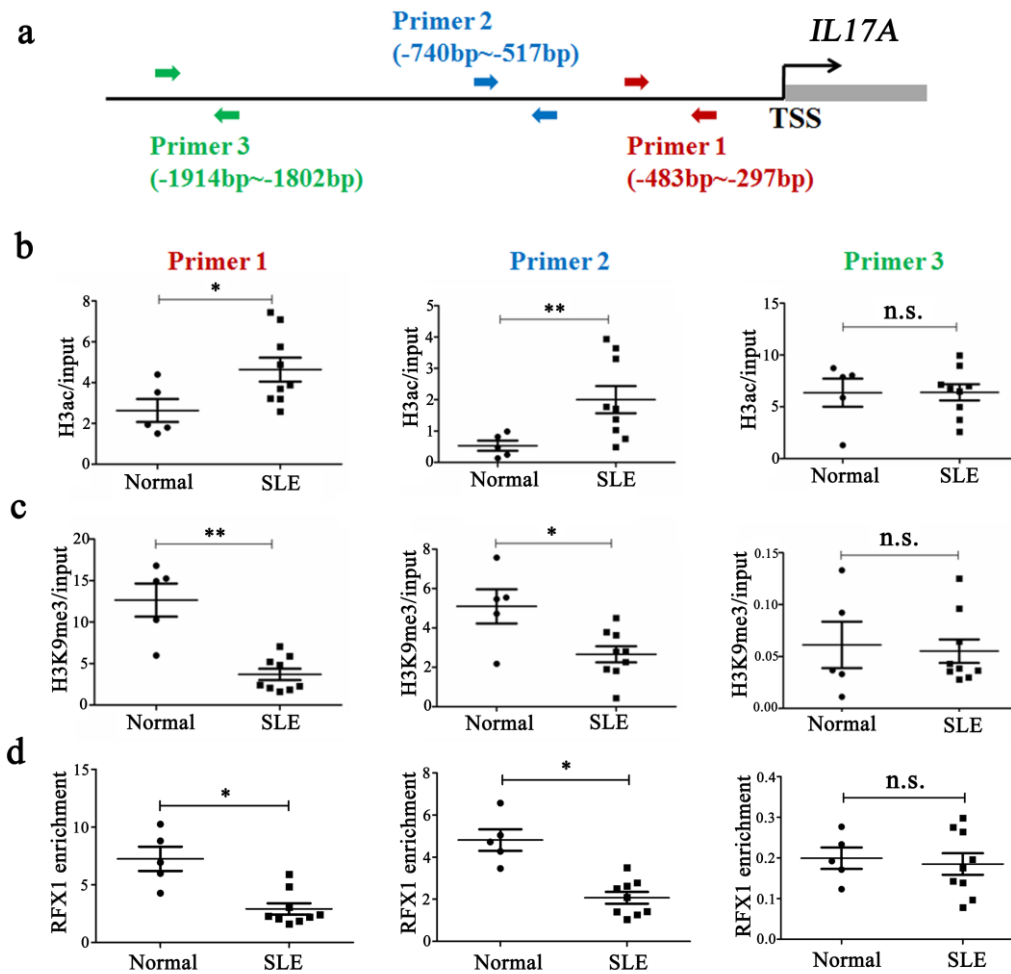 a
Primer 2
(-740bp~-517bp)
IL17A
TSS
Primer 3
(-1914bp~-1802bp)
Primer 1
(-483bp~-297bp)
b
Primer 1
Primer 2
Primer 3
H3ac/input
8
6
4
2
0
*
Normal
SLE
H3ac/input
5
4
3
2
1
0
**
Normal
SLE
H3ac/input
15
10
5
0
n.s.
Normal
SLE
c
H3K9me3/input
20
15
10
5
0
**
Normal
SLE
H3K9me3/input
8
6
4
2
0
*
Normal
SLE
H3K9me3/input
0.15
0.10
0.05
0.00
n.s.
Normal
SLE
d
RFX1 enrichment
15
10
5
0
*
Normal
SLE
RFX1 enrichment
8
6
4
2
0
*
Normal
SLE
RFX1 enrichment
0.4
0.3
0.2
0.1
0.0
n.s.
Normal
SLE